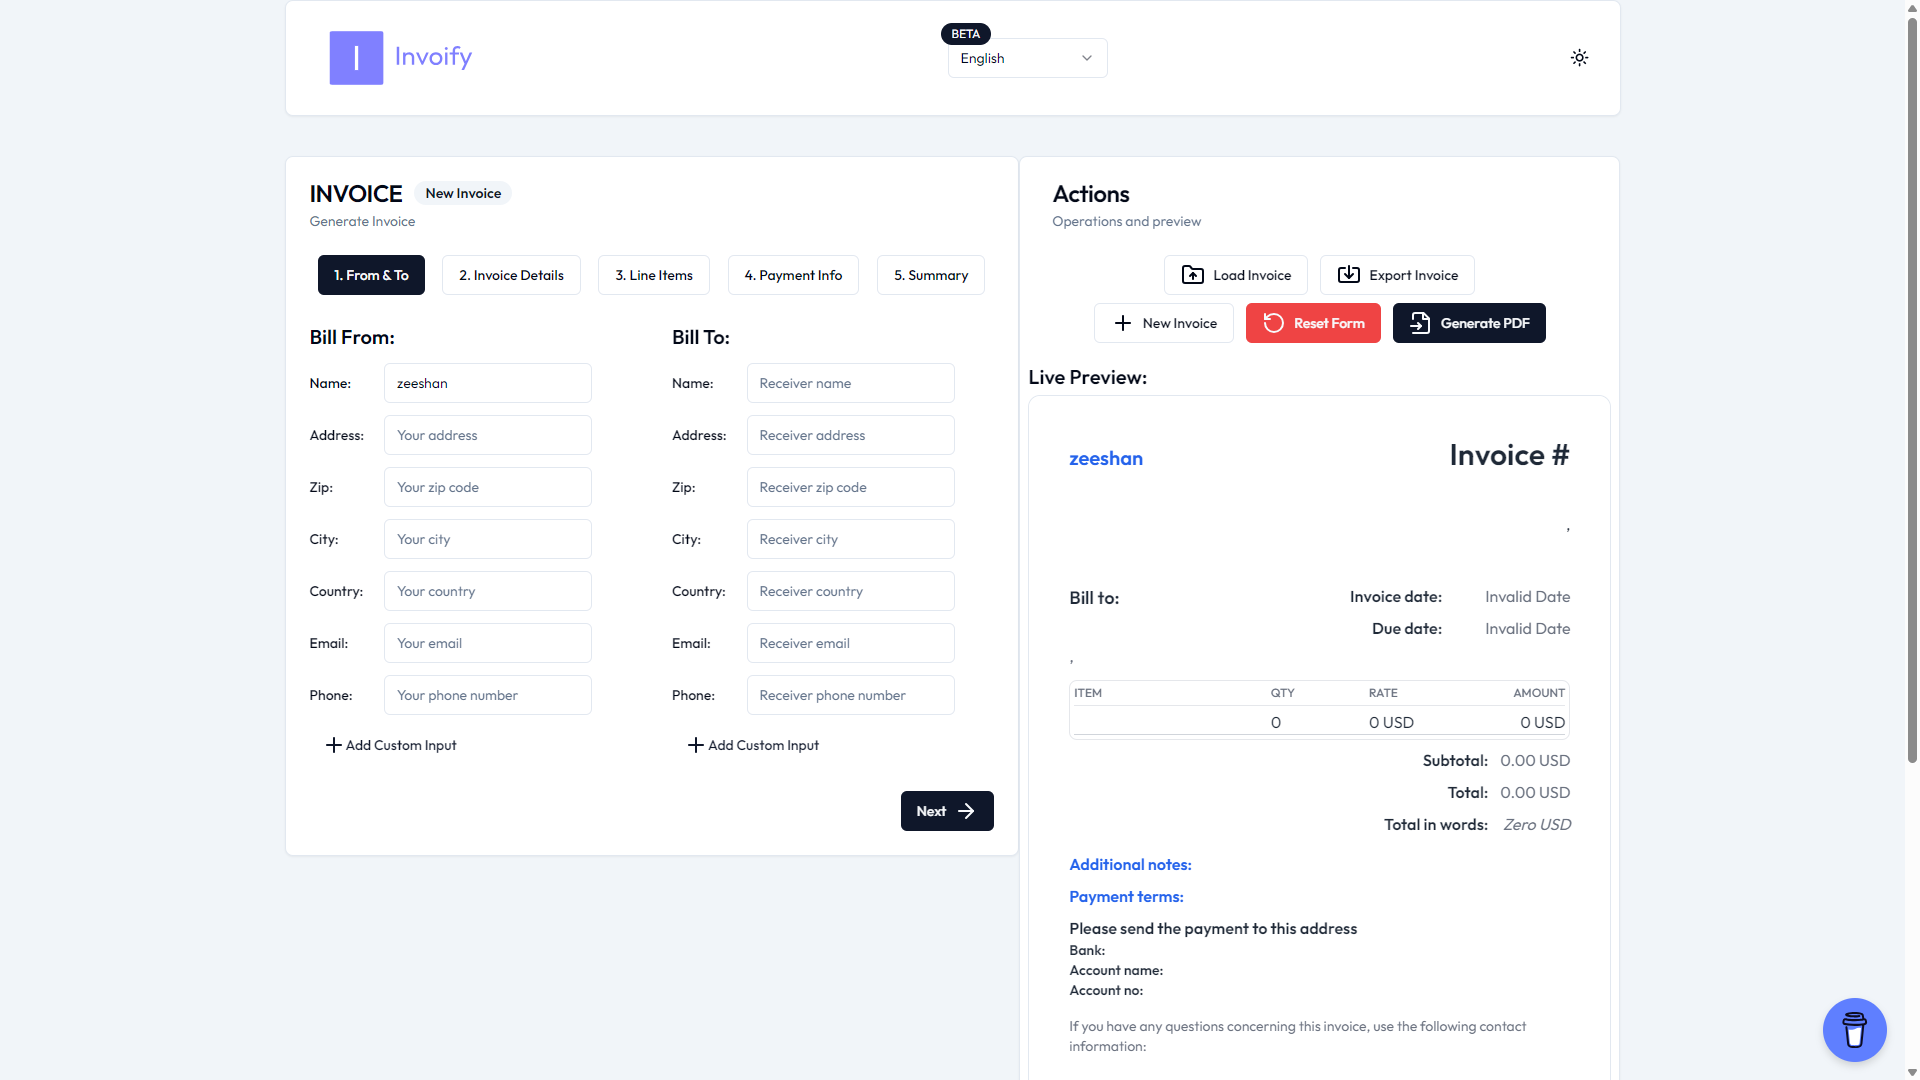 I Invoify
BETA
English
INVOICE New Invoice
Generate Invoice
1. From & To 2. Invoice Details 3. Line Items 4. Payment Info 5. Summary
Bill From:
Name: zeeshan
Address: Your address
Zip: Your zip code
City: Your city
Country: Your country
Email: Your email
Phone: Your phone number
Add Custom Input
Bill To:
Name: Receiver name
Address: Receiver address
Zip: Receiver zip code
City: Receiver city
Country: Receiver country
Email: Receiver email
Phone: Receiver phone number
Add Custom Input
Next
Actions
Operations and preview
Load Invoice Export Invoice
New Invoice Reset Form Generate PDF
Live Preview:
zeeshan Invoice #
,
Bill to: Invoice date: Invalid Date
Due date: Invalid Date
,
ITEM QTY RATE AMOUNT
0 0 USD 0 USD
Subtotal: 0.00 USD
Total: 0.00 USD
Total in words: Zero USD
Additional notes:
Payment terms:
Please send the payment to this address
Bank:
Account name:
Account no:
If you have any questions concerning this invoice, use the following contact
information: